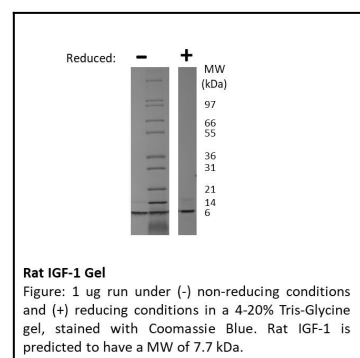 Reduced: - +
MW
(kDa)
97
66
55
36
31
21
14
6
Rat IGF-1 Gel
Figure: 1 ug run under (-) non-reducing conditions
and (+) reducing conditions in a 4-20% Tris-Glycine
gel, stained with Coomassie Blue. Rat IGF-1 is
predicted to have a MW of 7.7 kDa.